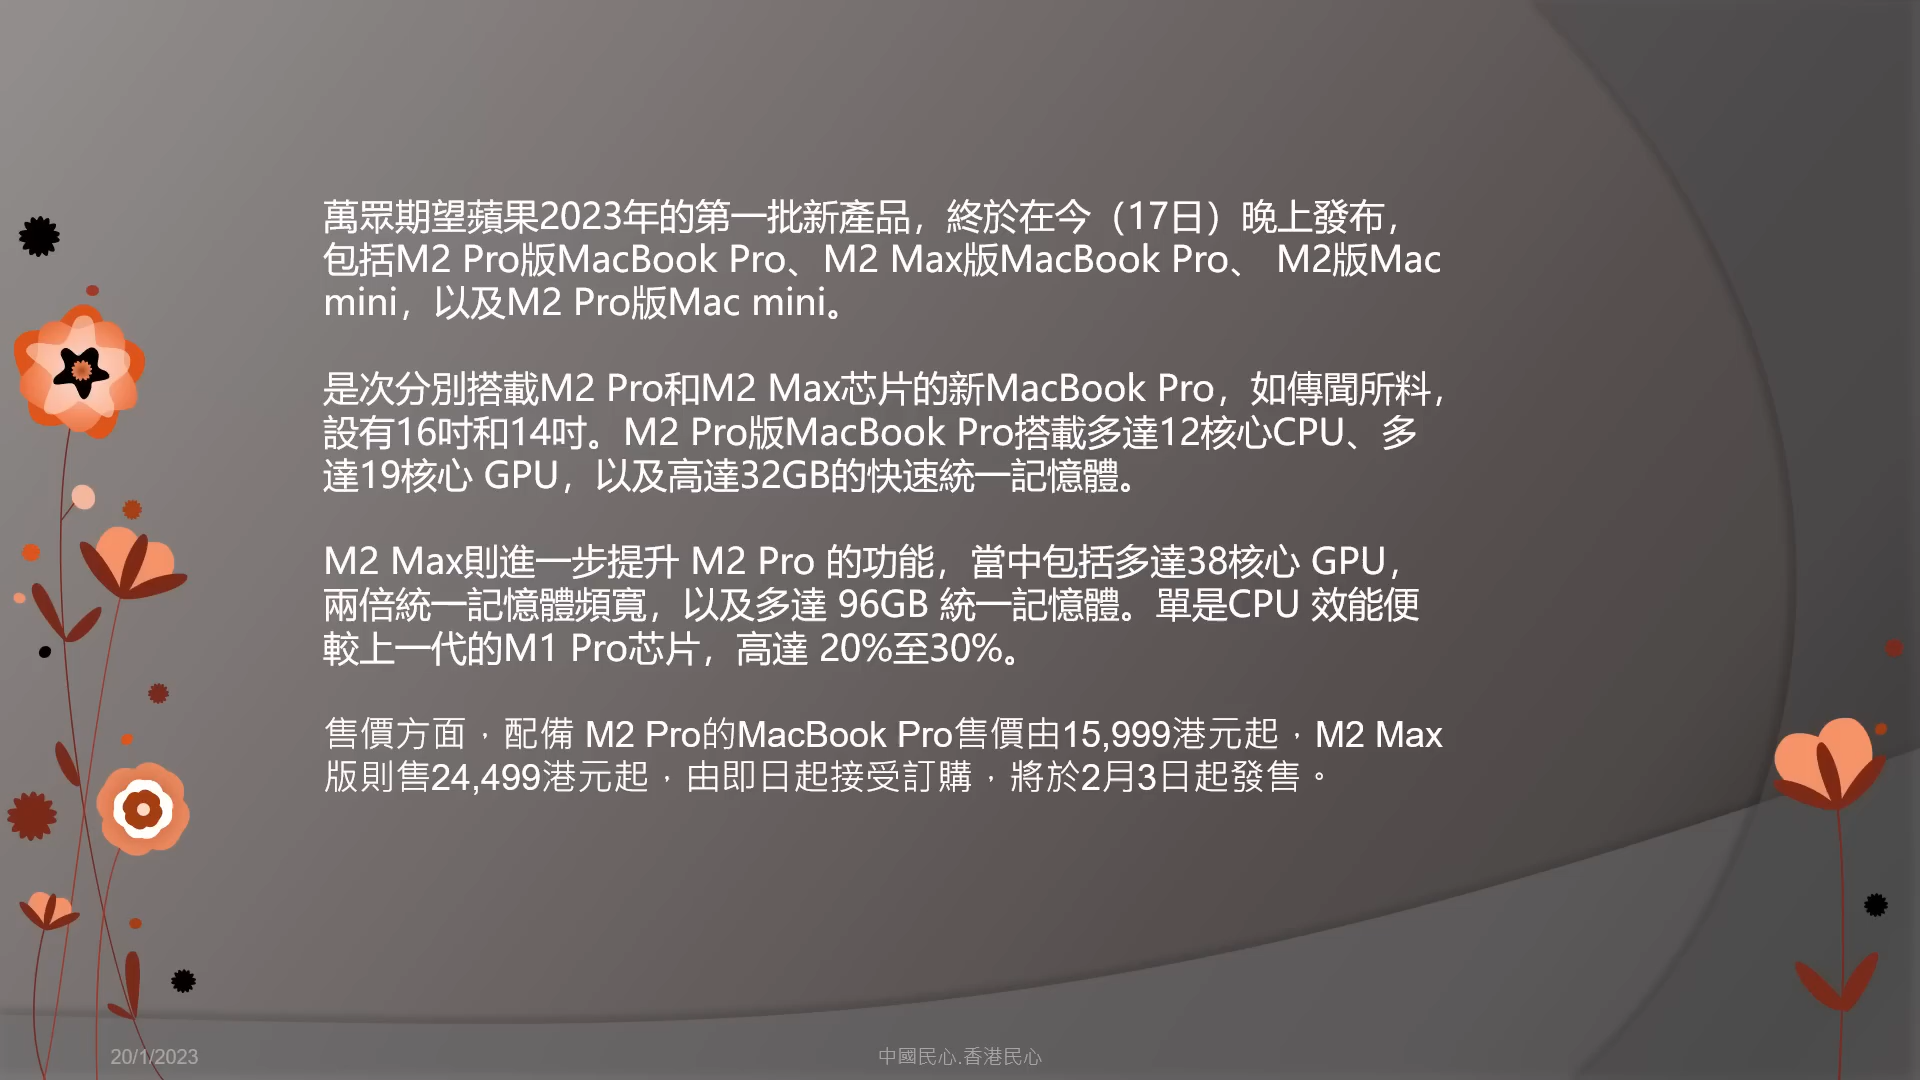 萬眾期望蘋果2023年的第一批新產品，終於在今（17日）晚上發布，
包括M2 Pro版MacBook Pro、M2 Max版MacBook Pro、 M2版Mac
mini，以及M2 Pro版Mac mini。
是次分別搭載M2 Pro和M2 Max芯片的新MacBook Pro，如傳聞所料，
設有16吋和14吋。M2 Pro版MacBook Pro搭載多達12核心CPU、多
達19核心 GPU，以及高達32GB的快速統一記憶體。
M2 Max則進一步提升 M2 Pro 的功能，當中包括多達38核心 GPU，
兩倍統一記憶體頻寬，以及多達 96GB 統一記憶體。單是CPU 效能便
較上一代的M1 Pro芯片，高達 20%至30%。
售價方面，配備 M2 Pro的MacBook Pro售價由15,999港元起，M2 Max
版則售24,499港元起，由即日起接受訂購，將於2月3日起發售。
20/1/2023
中國民心.香港民心